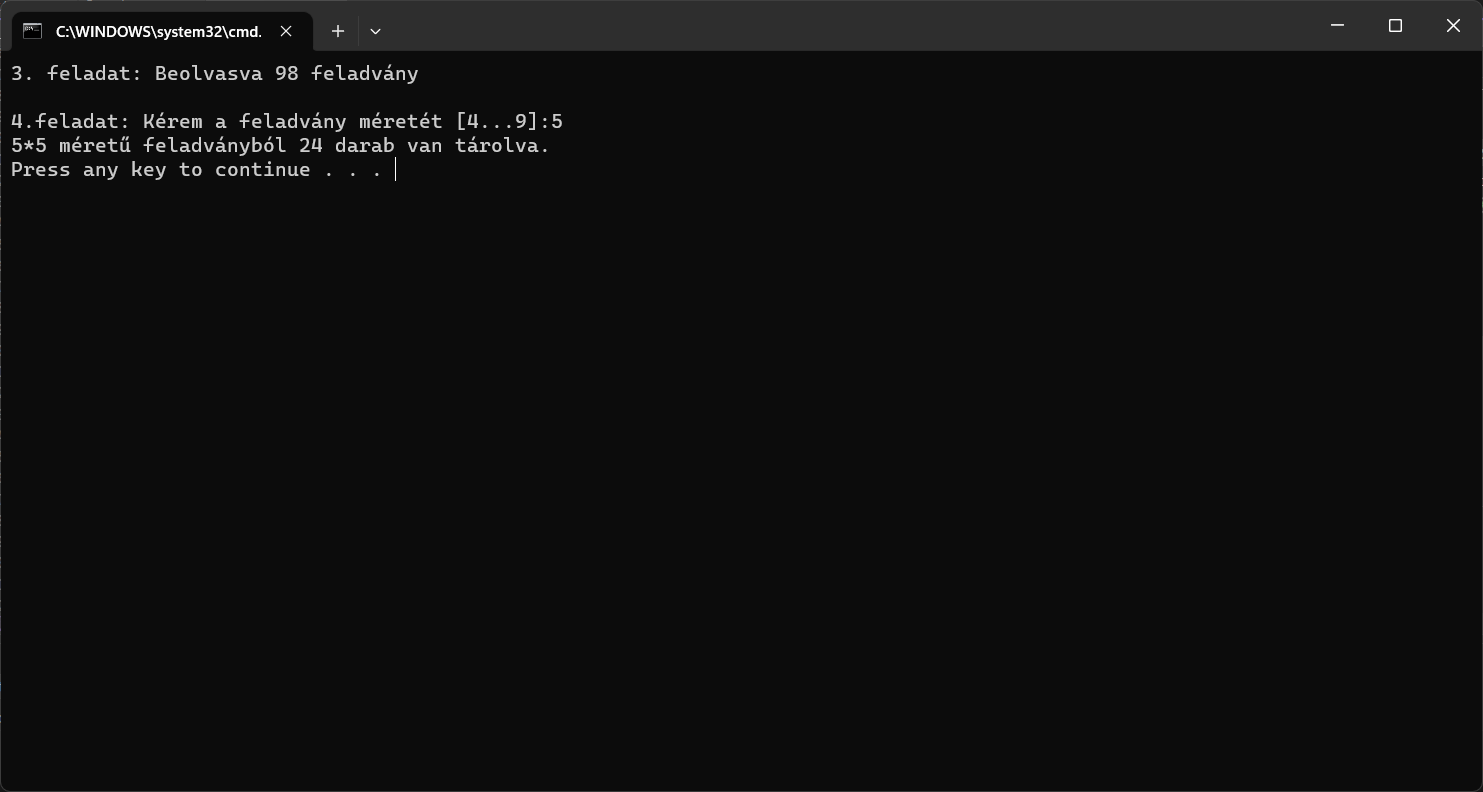 C:\WINDOWS\system32\cmd.
3. feladat: Beolvasva 98 feladvány
4.feladat: Kérem a feladvány méretét [4...9]:5
5*5 méretű feladványból 24 darab van tárolva.
Press any key to continue . . .